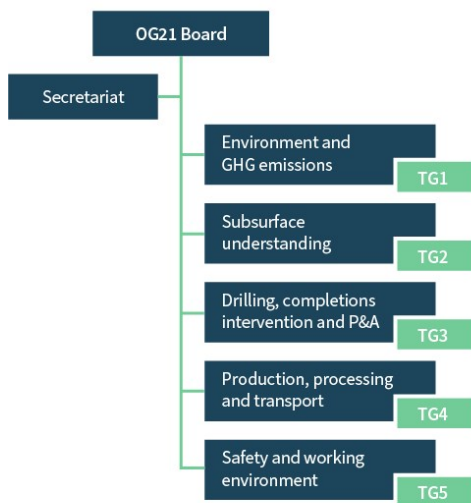 OG21 Board
Secretariat
Environment and
GHG emissions
TG1
Subsurface
understanding
TG2
Drilling, completions
intervention and P&A
TG3
Production, processing
and transport
TG4
Safety and working
environment
TG5